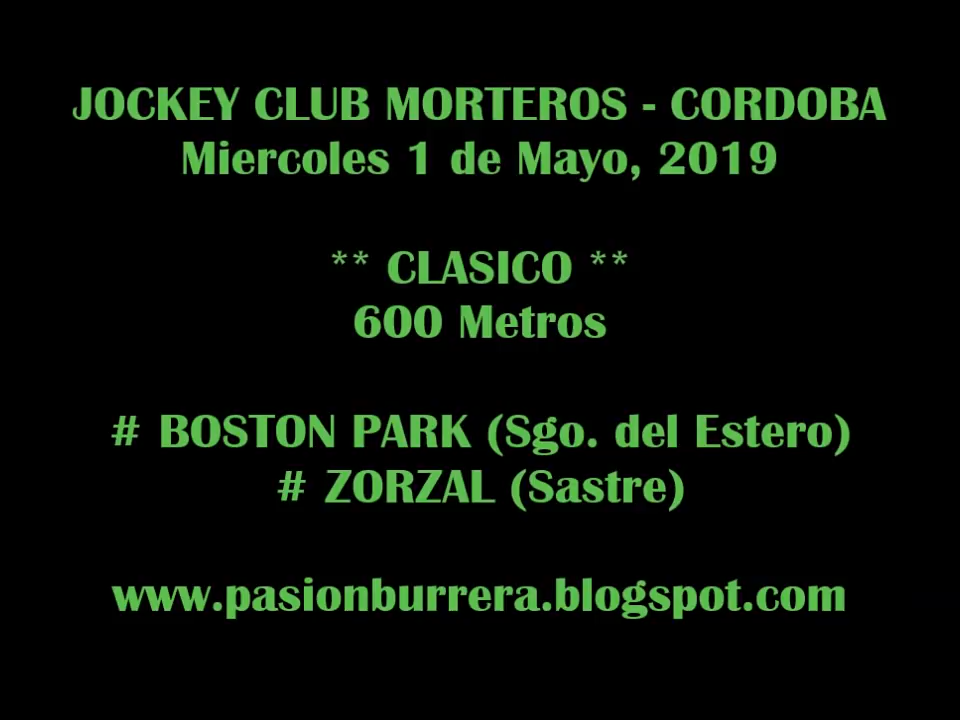 JOCKEY CLUB MORTEROS - CORDOBA
Miercoles 1 de Mayo, 2019
** CLASICO **
600 Metros
# BOSTON PARK (Sgo. del Estero)
# ZORZAL (Sastre)
www.pasionburrera.blogspot.com